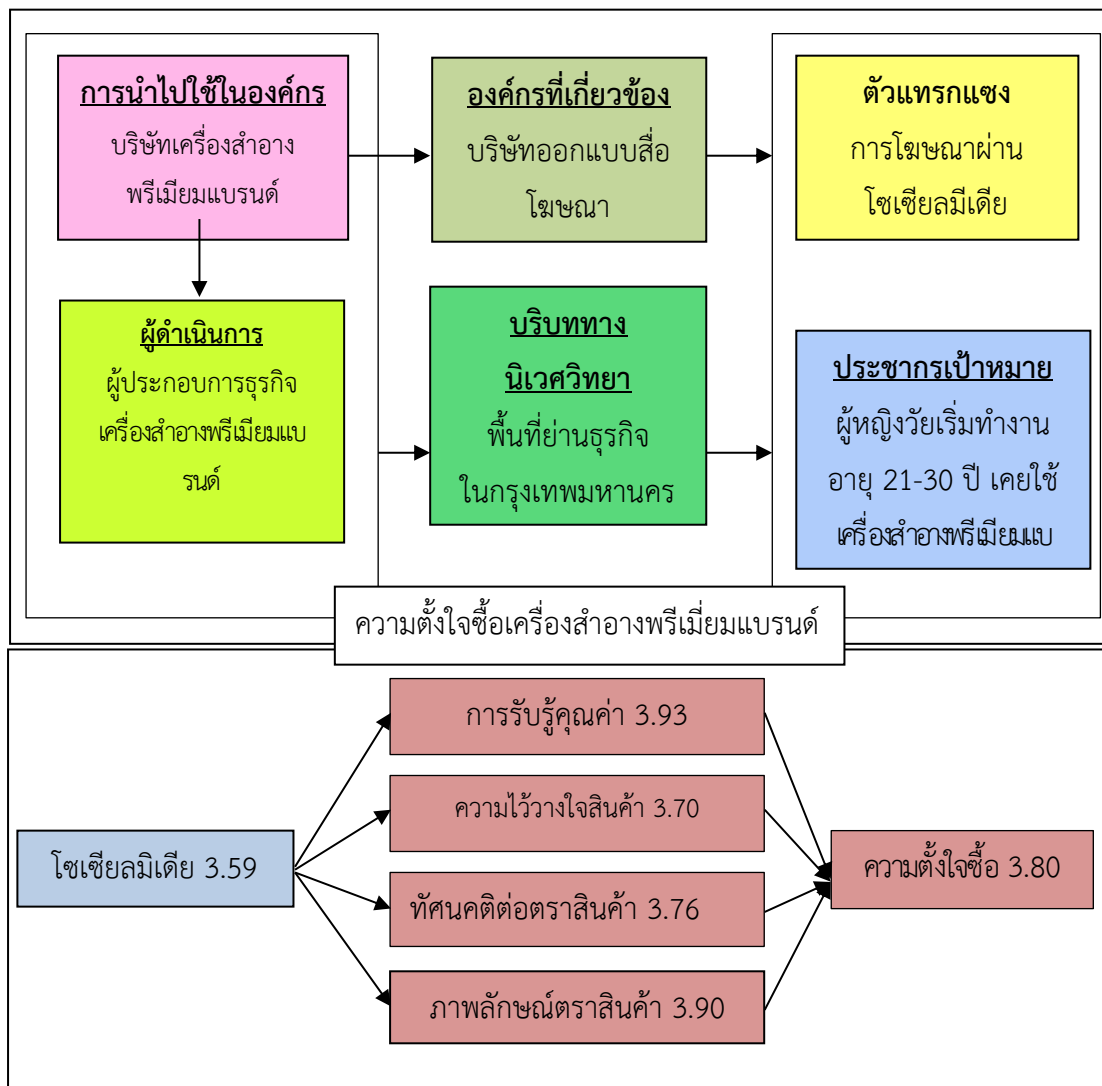 การนำไปใช้ในองค์กร
บริษัทเครื่องสำอาง
พรีเมียมแบรนด์
องค์กรที่เกี่ยวข้อง
บริษัทออกแบบสื่อ
โฆษณา
ตัวแทรกแซง
การโฆษณาผ่าน
โซเซียลมีเดีย
ผู้ดำเนินการ
ผู้ประกอบการธุรกิจ
เครื่องสำอางพรีเมียมแบ
รนด์
บริบททาง
นิเวศวิทยา
พื้นที่ย่านธุรกิจ
ในกรุงเทพมหานคร
ประชากรเป้าหมาย
ผู้หญิงวัยเริ่มทำงาน
อายุ 21-30 ปี เคยใช้
เครื่องสำอางพรีเมียมแบ
ความตั้งใจซื้อเครื่องสำอางพรีเมี่ยมแบรนด์
การรับรู้คุณค่า 3.93
ความไว้วางใจสินค้า 3.70
โซเซียลมิเดีย 3.59
ความตั้งใจซื้อ 3.80
ทัศนคติต่อตราสินค้า 3.76
ภาพลักษณ์ตราสินค้า 3.90